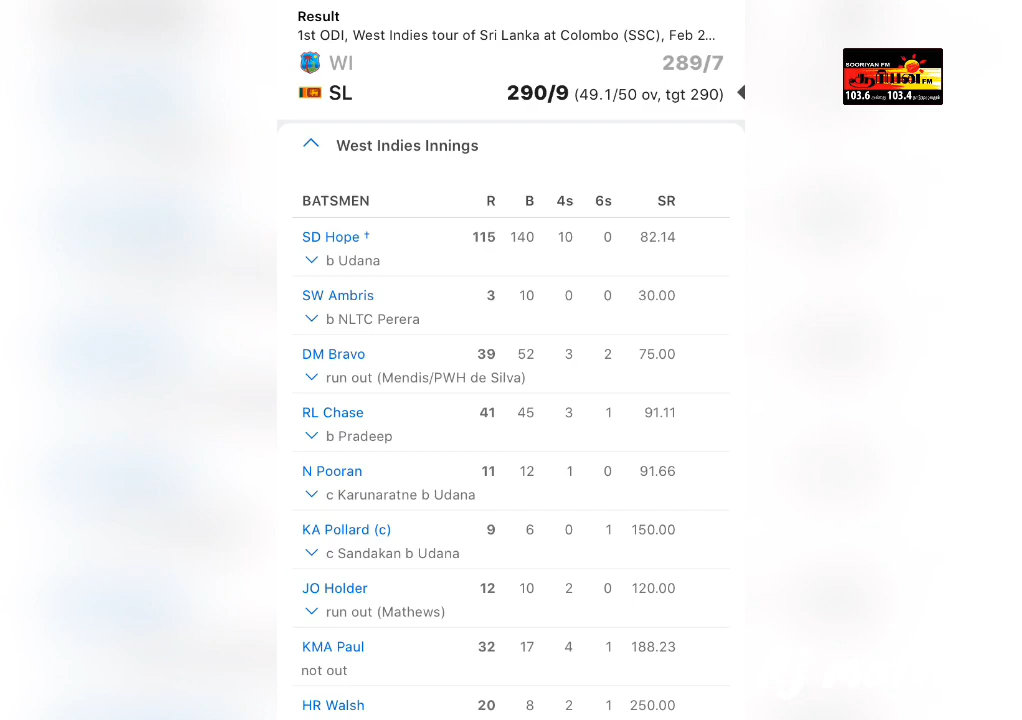 Result
1st ODI, West Indies tour of Sri Lanka at Colombo (SSC), Feb 2...
WI 289/7
SL 290/9 (49.1/50 ov, tgt 290)
SOORIYAN FM
சூரியன் FM
103.6 103.4
West Indies Innings
BATSMEN R B 4s 6s SR
SD Hope † 115 140 10 0 82.14
b Udana
SW Ambris 3 10 0 0 30.00
b NLTC Perera
DM Bravo 39 52 3 2 75.00
run out (Mendis/PWH de Silva)
RL Chase 41 45 3 1 91.11
b Pradeep
N Pooran 11 12 1 0 91.66
c Karunaratne b Udana
KA Pollard (c) 9 6 0 1 150.00
c Sandakan b Udana
JO Holder 12 10 2 0 120.00
run out (Mathews)
KMA Paul 32 17 4 1 188.23
not out
HR Walsh 20 8 2 1 250.00